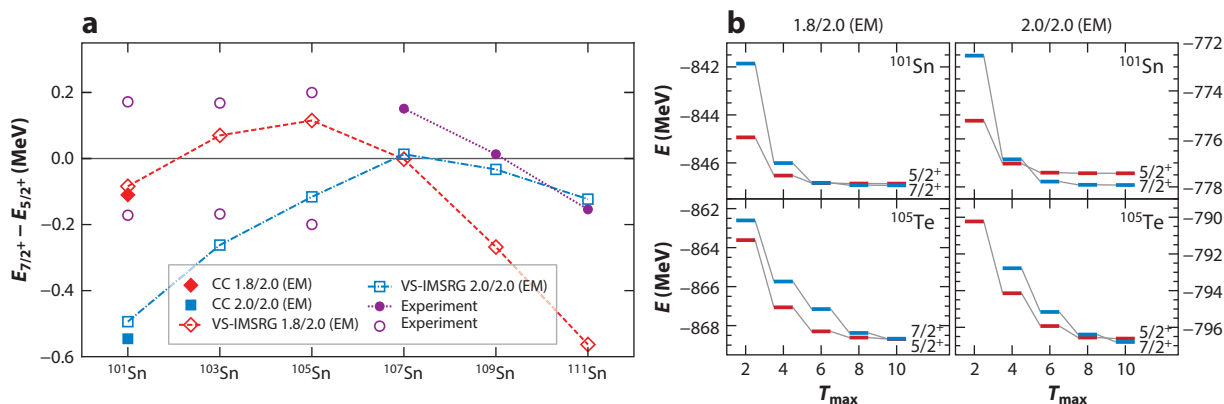 a
b
1.8/2.0 (EM)
2.0/2.0 (EM)
E7/2+ − E5/2+ (MeV)
0.2
0.0
−0.2
−0.4
−0.6
CC 1.8/2.0 (EM)
CC 2.0/2.0 (EM)
VS-IMSRG 1.8/2.0 (EM)
VS-IMSRG 2.0/2.0 (EM)
Experiment
Experiment
101Sn 103Sn 105Sn 107Sn 109Sn 111Sn
E (MeV)
−842
−844
−846
101Sn
5/2+
7/2+
101Sn
5/2+
7/2+
−772
−774
−776
−778
E (MeV)
−862
−864
−866
−868
105Te
7/2+
5/2+
105Te
5/2+
7/2+
−790
−792
−794
−796
2 4 6 8 10
2 4 6 8 10
Tmax
Tmax